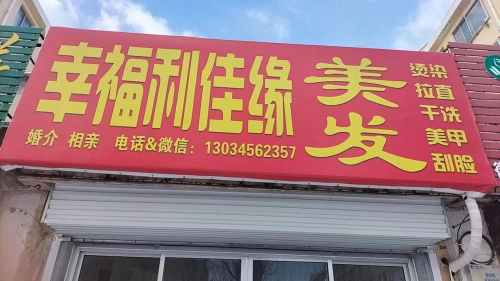 幸福利佳缘
婚介 相亲 电话&微信：13034562357
美发
烫染
拉直
干洗
美甲
刮脸